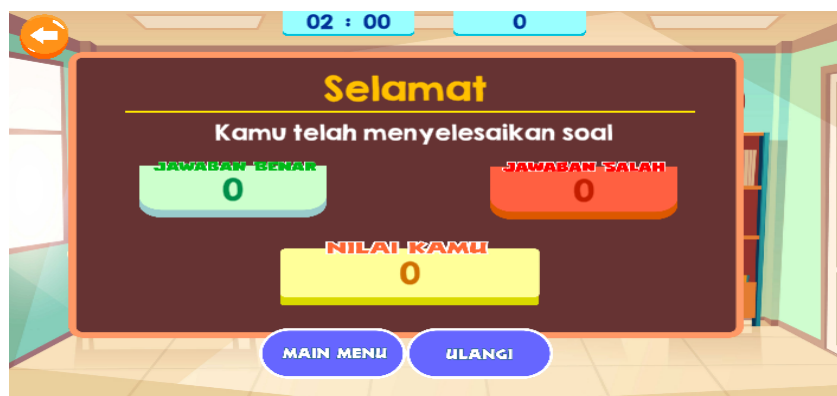 02 : 00 0
Selamat
Kamu telah menyelesaikan soal
JAWABAN BENAR JAWABAN SALAH
0 0
NILAI KAMU
0
MAIN MENU ULANGI